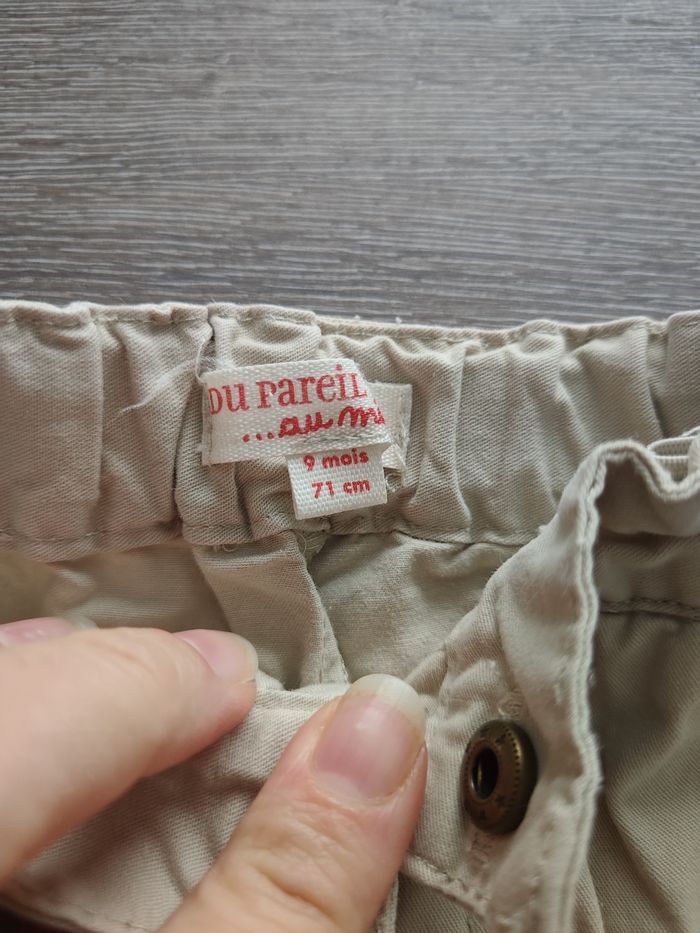 DU PAREIL
...au m
9 mois
71 cm